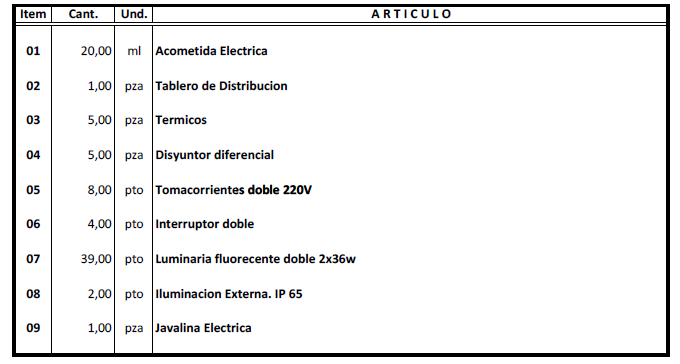 Item Cant. Und. ARTICULO
01 20,00 ml Acometida Electrica
02 1,00 pza Tablero de Distribucion
03 5,00 pza Termicos
04 5,00 pza Disyuntor diferencial
05 8,00 pto Tomacorrientes doble 220V
06 4,00 pto Interruptor doble
07 39,00 pto Luminaria fluorecente doble 2x36w
08 2,00 pto Iluminacion Externa. IP 65
09 1,00 pza Javalina Electrica